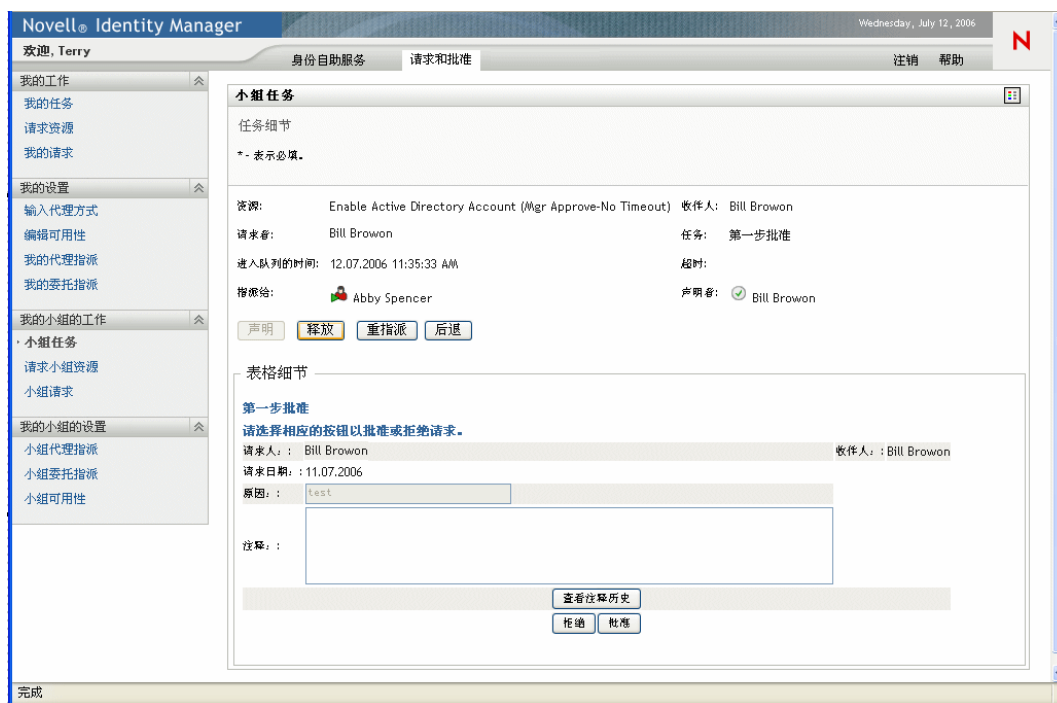 Novell® Identity Manager
Wednesday, July 12, 2006
N
欢迎, Terry
身份自助服务
请求和批准
注销 帮助
我的工作
我的任务
请求资源
我的请求
我的设置
输入代理方式
编辑可用性
我的代理指派
我的委托指派
我的小组的工作
小组任务
请求小组资源
小组请求
我的小组的设置
小组代理指派
小组委托指派
小组可用性
小组任务
任务细节
*- 表示必填。
资源: Enable Active Directory Account (Mgr Approve-No Timeout) 收件人: Bill Browon
请求者: Bill Browon 任务: 第一步批准
进入队列的时间: 12.07.2006 11:35:33 AM 超时:
指派给: Abby Spencer 声明者: Bill Browon
声明 释放 重指派 后退
表格细节
第一步批准
请选择相应的按钮以批准或拒绝请求。
请求人:: Bill Browon 收件人:: Bill Browon
请求日期:: 11.07.2006
原因:: test
注释::
查看注释历史
拒绝 批准
完成